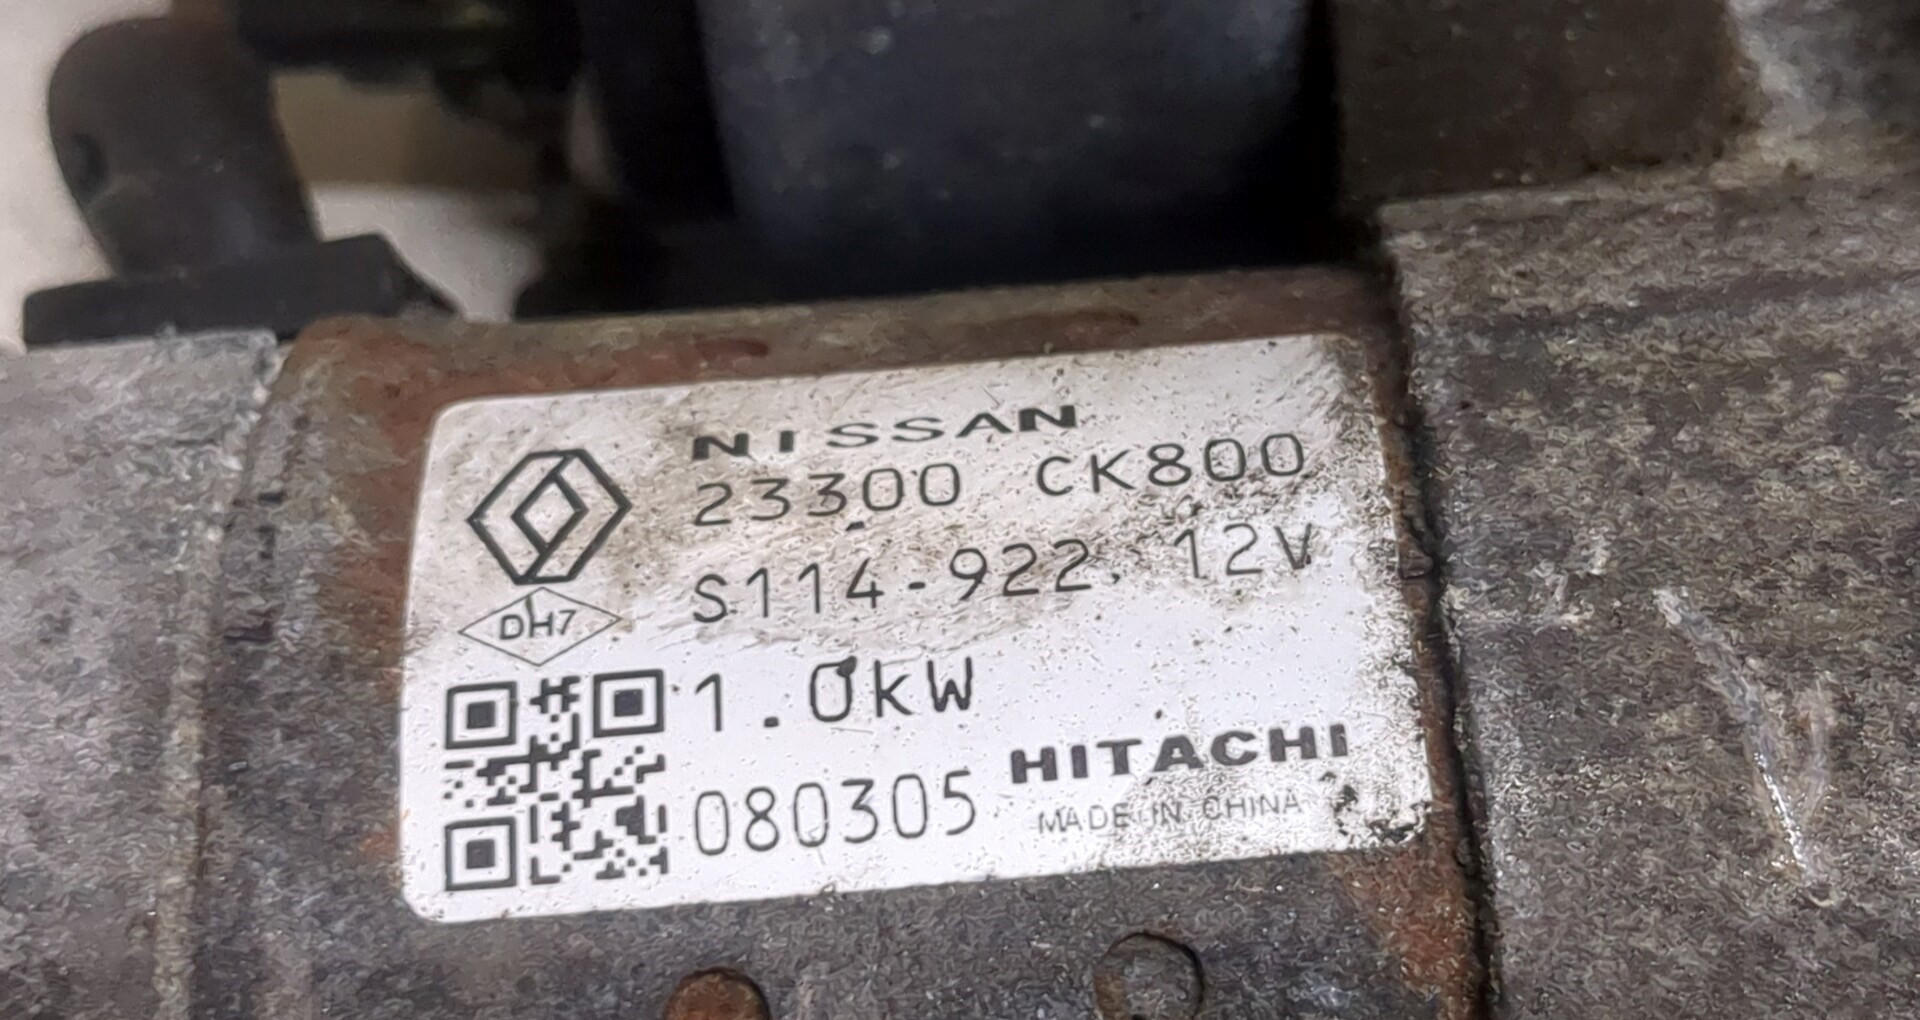 NISSAN
23300 CK800
S114-922 12V
DH7
1.0kW
080305 HITACHI
MADE IN CHINA